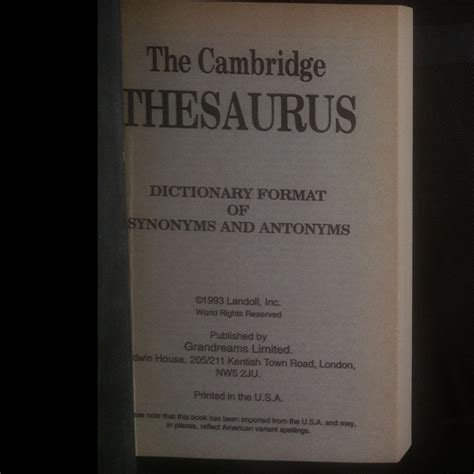 The Cambridge
THESAURUS
DICTIONARY FORMAT
OF
SYNONYMS AND ANTONYMS
©1993 Landoll, Inc.
World Rights Reserved
Published by
Grandreams Limited.
House, 205/211 Kentish Town Road, London,
NW5 2JU.
Printed in the U.S.A.
note that this book has been imported from the U.S.A. and may,
in places, reflect American variant spellings.